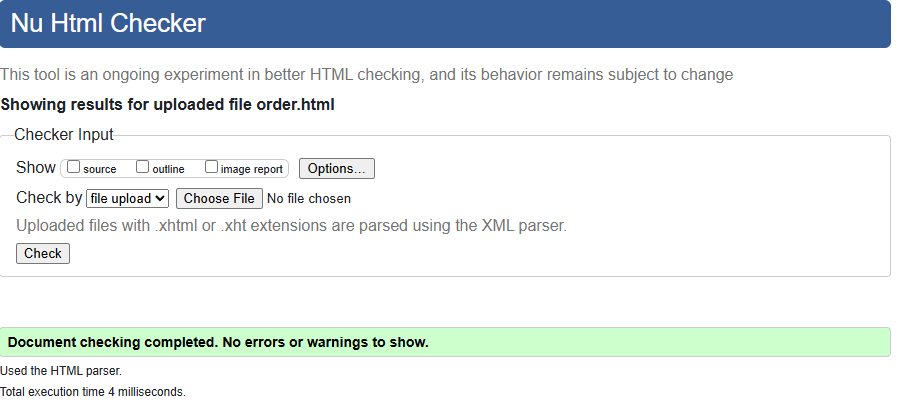 Nu Html Checker
This tool is an ongoing experiment in better HTML checking, and its behavior remains subject to change
Showing results for uploaded file order.html
Checker Input
Show source outline image report Options...
Check by file upload Choose File No file chosen
Uploaded files with .xhtml or .xht extensions are parsed using the XML parser.
Check
Document checking completed. No errors or warnings to show.
Used the HTML parser.
Total execution time 4 milliseconds.